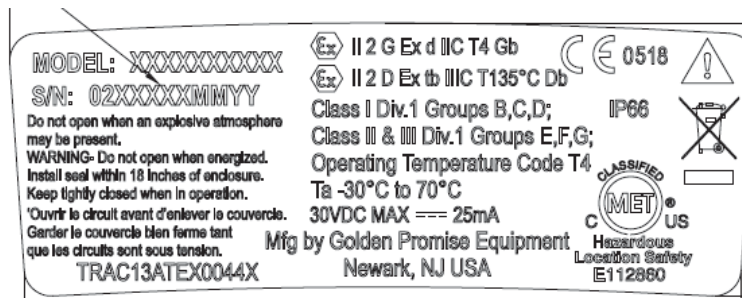 MODEL: XXXXXXXXXXX
S/N: 02XXXXXMMYY
Do not open when an explosive atmosphere
may be present.
WARNING- Do not open when energized.
Install seal within 18 inches of enclosure.
Keep tightly closed when in operation.
'Ouvrir le circuit avant d'enlever le couvercle.
Garder le couvercle bien ferme tant
que les circuits sont sous tension.
TRAC13ATEX0044X
Ex II 2 G Ex d IIC T4 Gb
Ex II 2 D Ex tb IIIC T135°C Db
Class I Div.1 Groups B,C,D;
Class II & III Div.1 Groups E,F,G;
Operating Temperature Code T4
Ta -30°C to 70°C
30VDC MAX ⎓ 25mA
Mfg by Golden Promise Equipment
Newark, NJ USA
CE 0518
IP66
CLASSIFIED
MET ®
C US
Hazardous
Location Safety
E112860